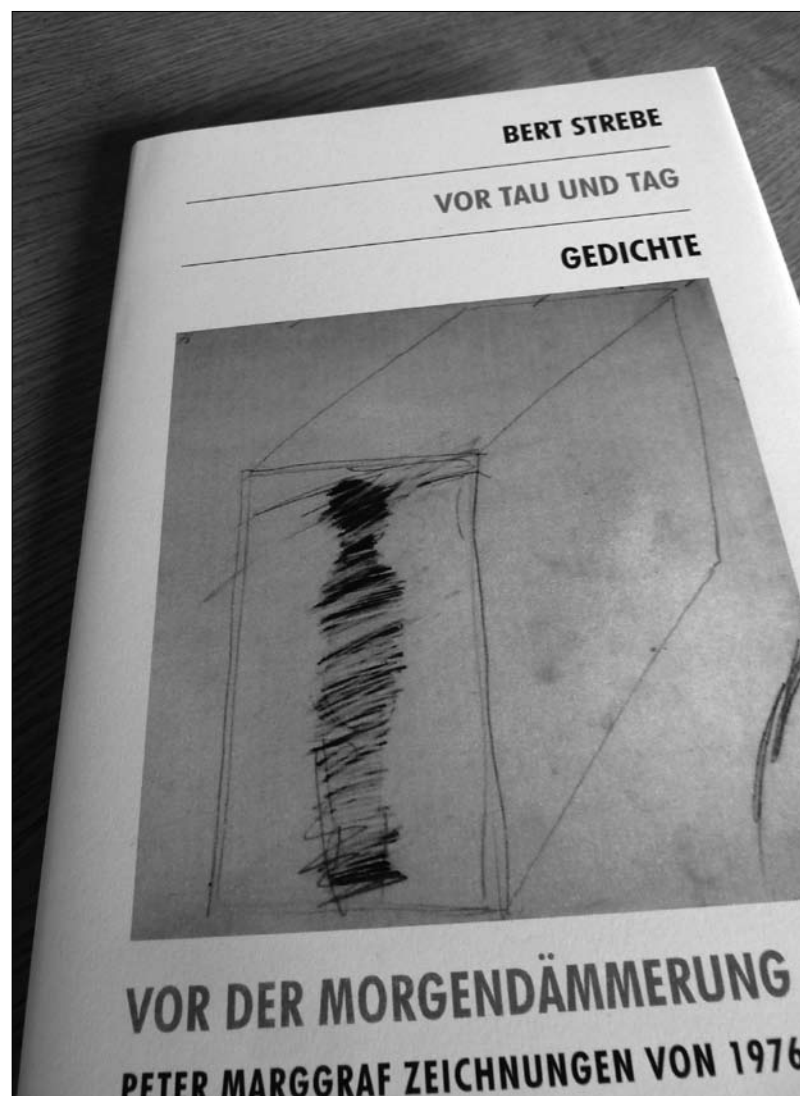 BERT STREBE
VOR TAU UND TAG
GEDICHTE
VOR DER MORGENDÄMMERUNG
PETER MARGGRAF ZEICHNUNGEN VON 1976